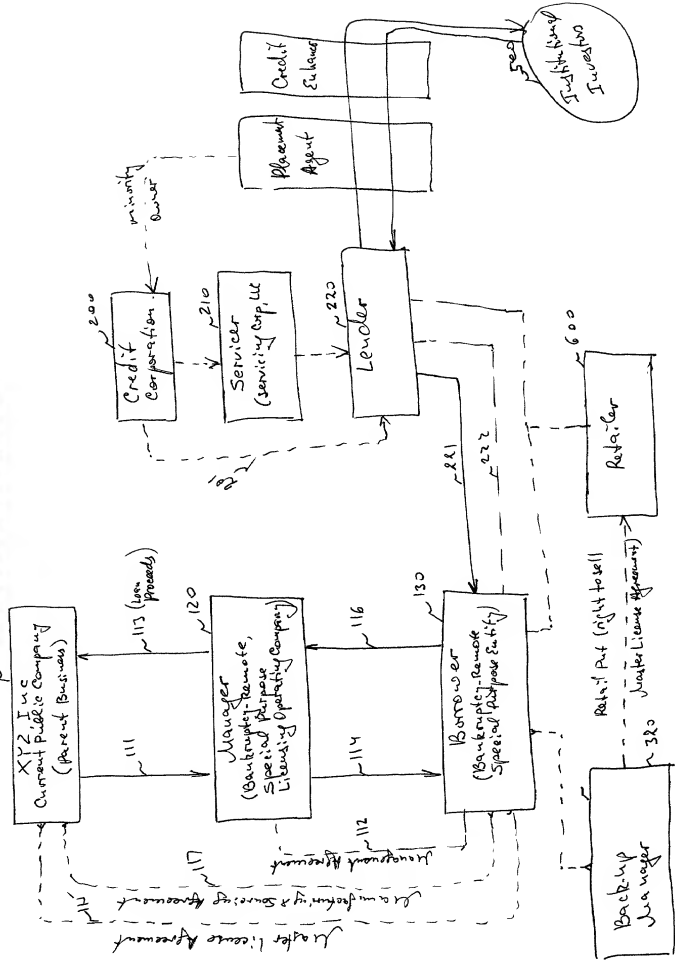 XYZ Inc
Current Public Company
(Parent Business)
111
113 (Loan
Proceeds)
120
Manager
(Bankruptcy-Remote,
Special Purpose
Licensing Operating Company)
114
116
130
Borrower
(Bankruptcy-Remote
Special Purpose Entity)
112
Management Agreement
117
Manufacturing & Sourcing Agreement
Master License Agreement
Back-up
Manager
320
Retail Put (right to sell
Master License Agreement)
Retailer
600
200
Credit
Corporation
210
Servicer
(Servicing Corp, LLC
220
Lender
221
222
minority
owner
Placement
Agent
Credit
Enhancer
500
Institutional
Investors